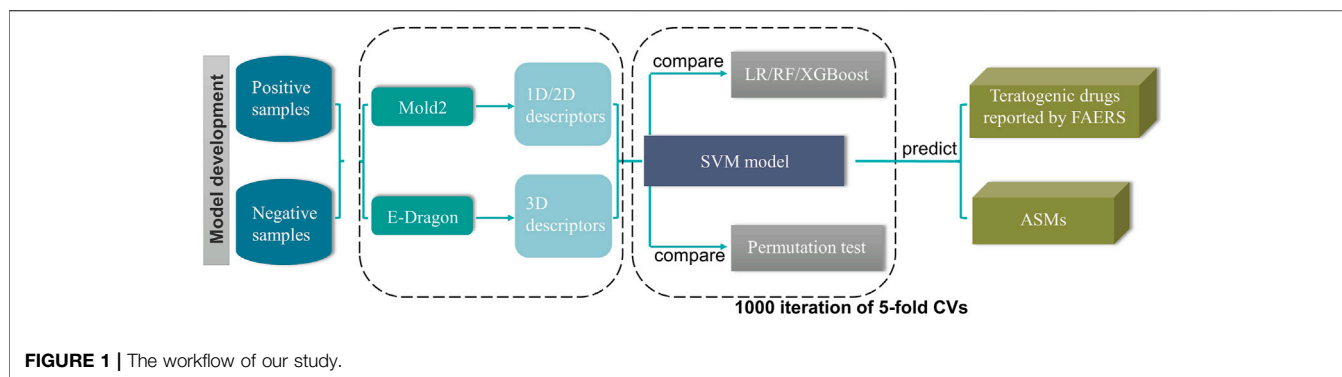 Model development
Positive
samples
Negative
samples
Mold2
E-Dragon
1D/2D
descriptors
3D
descriptors
compare
LR/RF/XGBoost
SVM model
compare
Permutation test
1000 iteration of 5-fold CVs
predict
Teratogenic drugs
reported by FAERS
ASMs
FIGURE 1 | The workflow of our study.